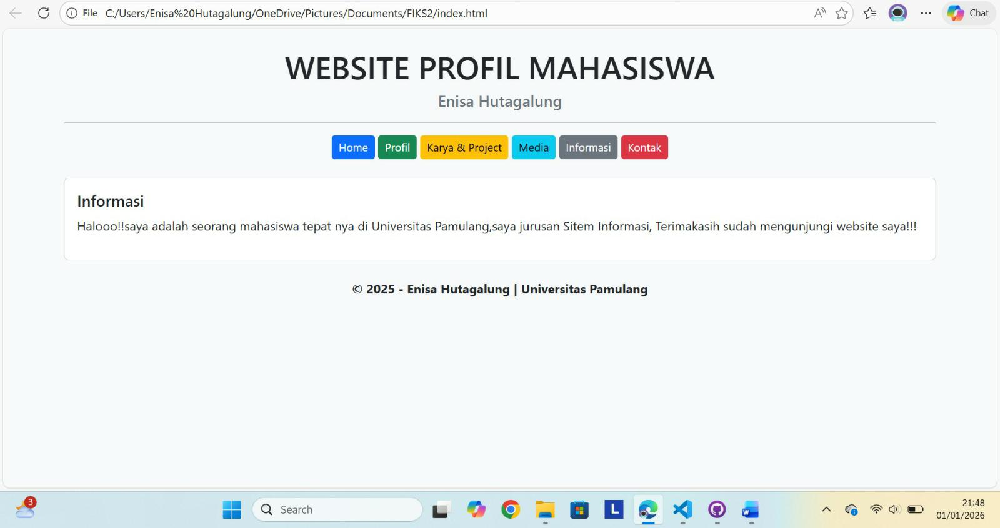 File C:/Users/Enisa%20Hutagalung/OneDrive/Pictures/Documents/FIKS2/index.html
Chat
WEBSITE PROFIL MAHASISWA
Enisa Hutagalung
Home Profil Karya & Project Media Informasi Kontak
Informasi
Halooo!!saya adalah seorang mahasiswa tepat nya di Universitas Pamulang,saya jurusan Sitem Informasi, Terimakasih sudah mengunjungi website saya!!!
© 2025 - Enisa Hutagalung | Universitas Pamulang
3
Search
L
W
21:48
01/01/2026